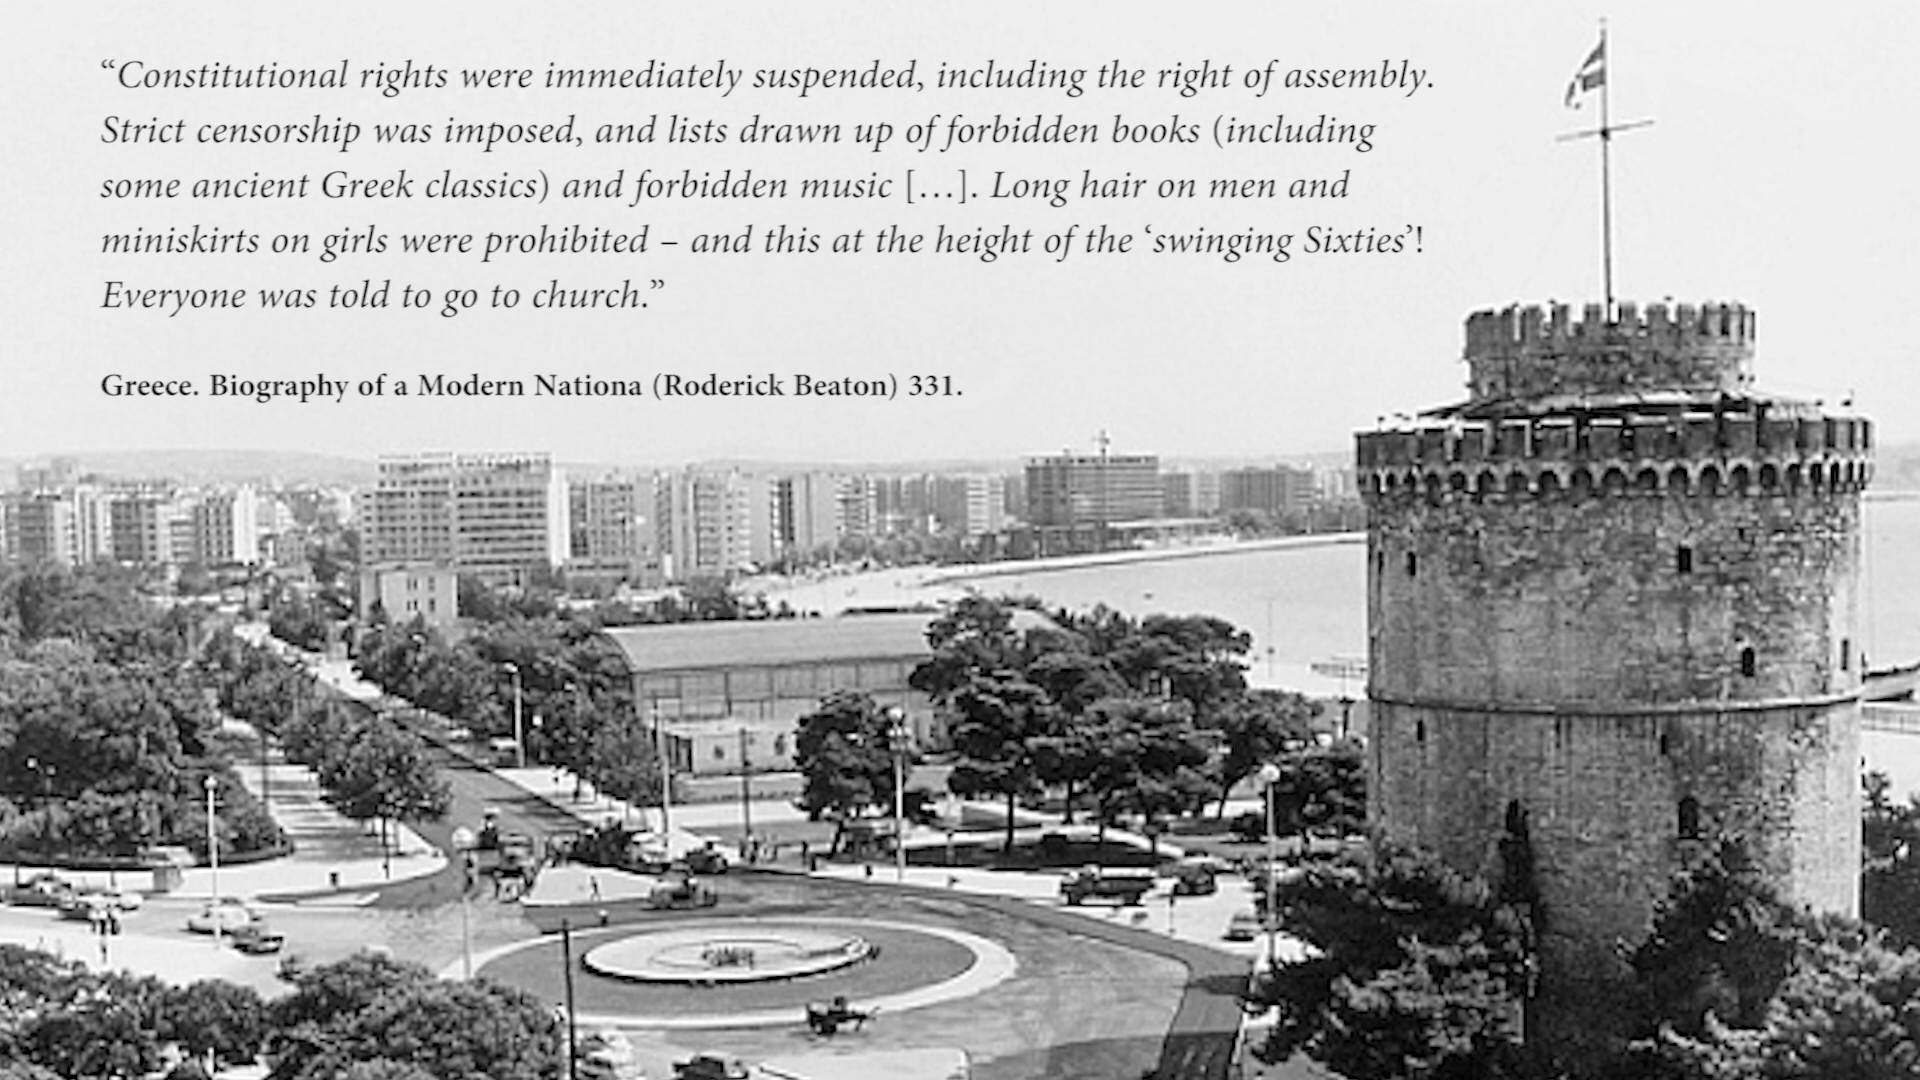 “Constitutional rights were immediately suspended, including the right of assembly.
Strict censorship was imposed, and lists drawn up of forbidden books (including
some ancient Greek classics) and forbidden music […]. Long hair on men and
miniskirts on girls were prohibited – and this at the height of the ‘swinging Sixties’!
Everyone was told to go to church.”
Greece. Biography of a Modern Nationa (Roderick Beaton) 331.